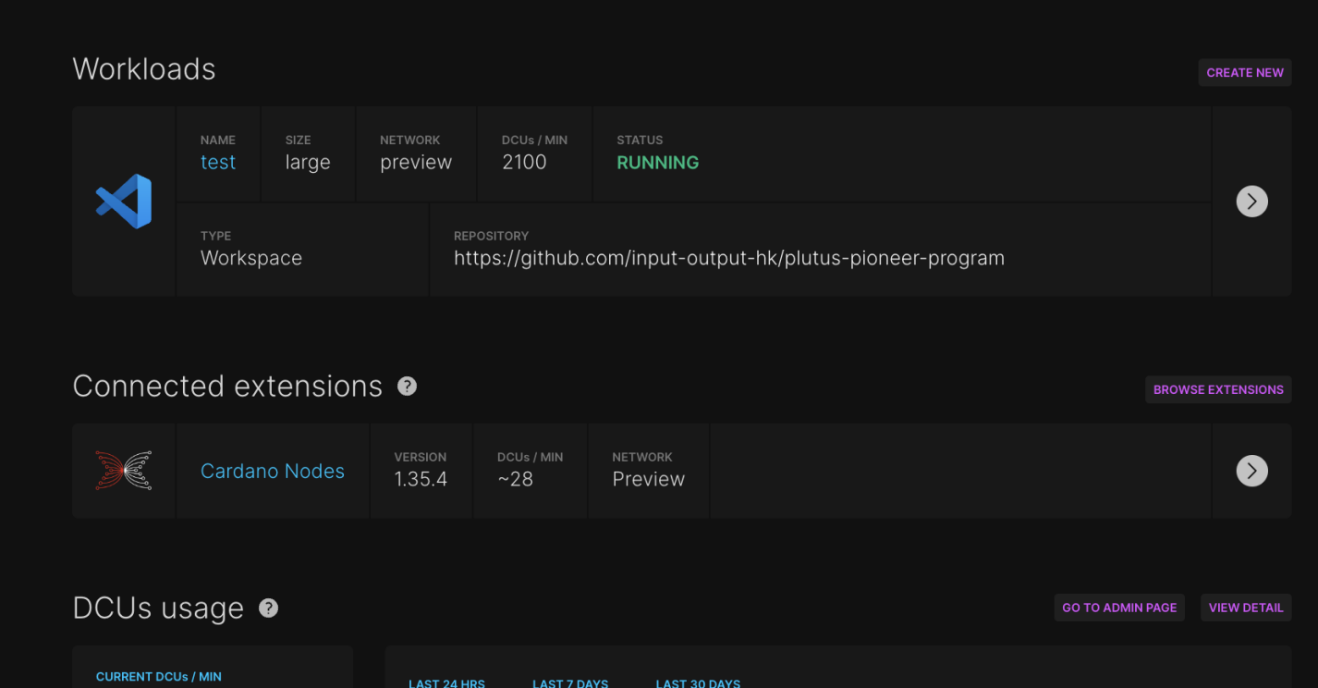 Workloads
CREATE NEW
NAME SIZE NETWORK DCUs / MIN STATUS
test large preview 2100 RUNNING
TYPE REPOSITORY
Workspace https://github.com/input-output-hk/plutus-pioneer-program
Connected extensions ?
BROWSE EXTENSIONS
VERSION DCUs / MIN NETWORK
Cardano Nodes 1.35.4 ~28 Preview
DCUs usage ?
GO TO ADMIN PAGE VIEW DETAIL
CURRENT DCUs / MIN
LAST 24 HRS LAST 7 DAYS LAST 30 DAYS